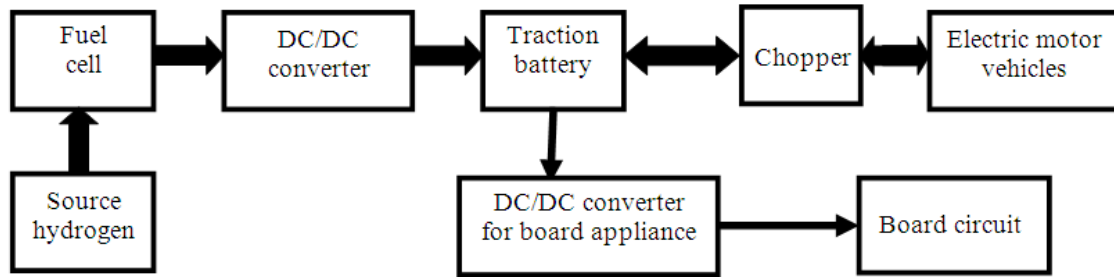 Fuel
cell
DC/DC
converter
Traction
battery
Chopper
Electric motor
vehicles
Source
hydrogen
DC/DC converter
for board appliance
Board circuit